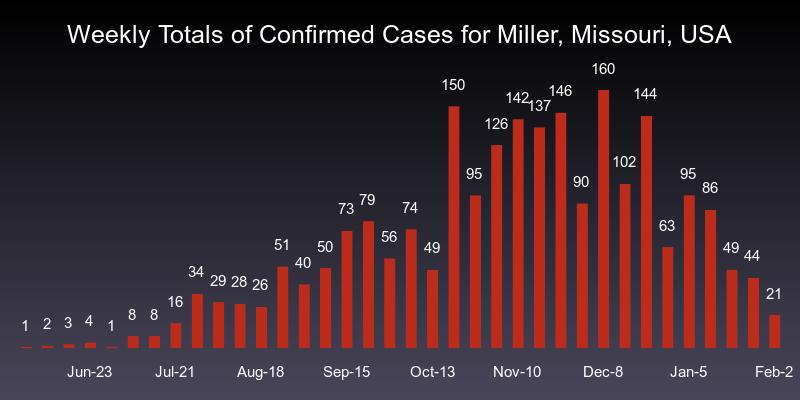 Weekly Totals of Confirmed Cases for Miller, Missouri, USA
1 2 3 4 1 8 8 16 34 29 28 26 51 40 50 73 79 56 74 49 150 95 126 142 137 146 90 160 102 144 63 95 86 49 44 21
Jun-23 Jul-21 Aug-18 Sep-15 Oct-13 Nov-10 Dec-8 Jan-5 Feb-2